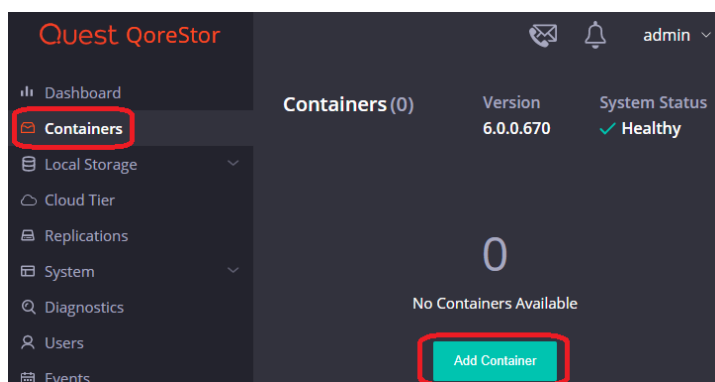 Quest QoreStor
admin
Dashboard
Containers
Local Storage
Cloud Tier
Replications
System
Diagnostics
Users
Events
Containers (0)
Version
6.0.0.670
System Status
Healthy
0
No Containers Available
Add Container